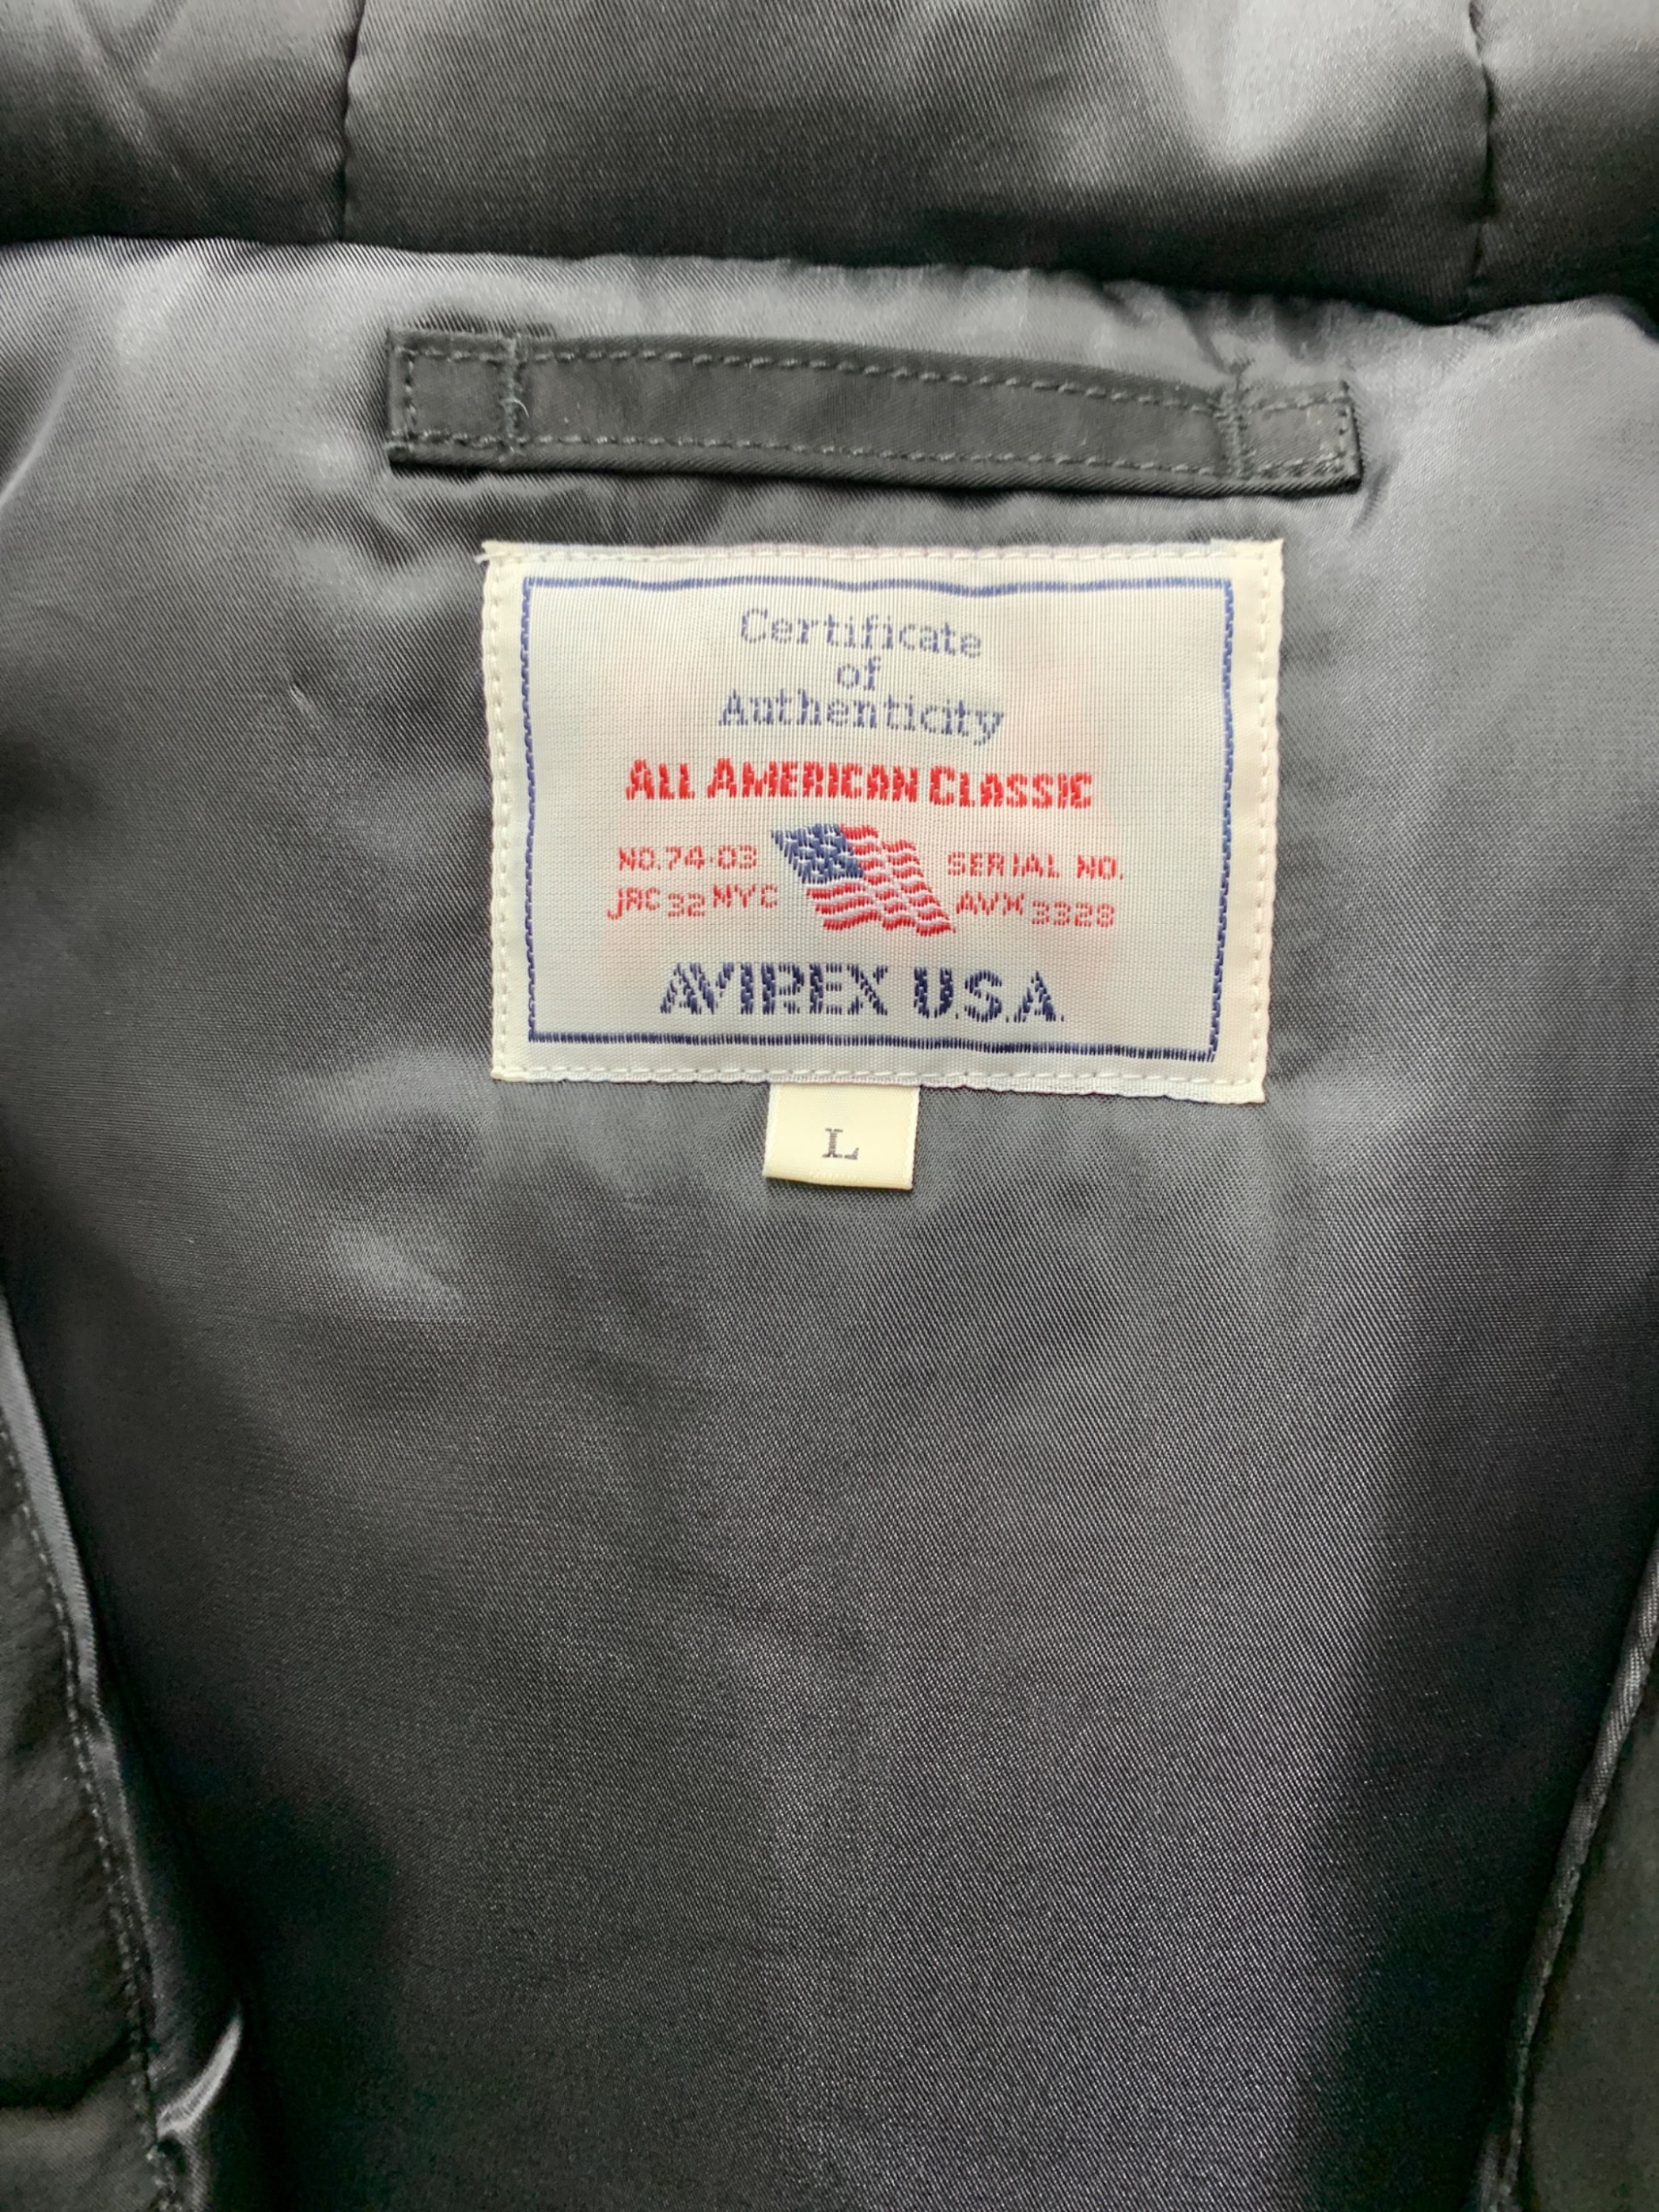 Certificate
of
Authenticity
ALL AMERICAN CLASSIC
NO.74-03 SERIAL NO.
JRC 32 NYC AVX 3328
AVIREX U.S.A.
L